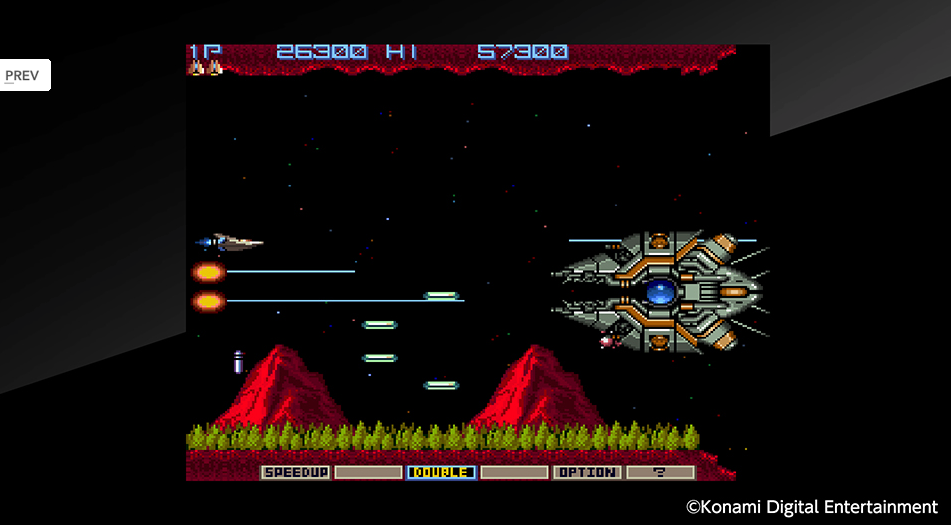 1P 26300 HI 57300
PREV
SPEEDUP DOUBLE OPTION ?
©Konami Digital Entertainment